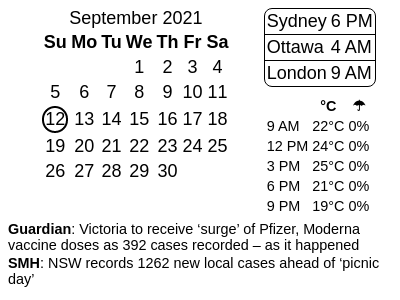 September 2021
Su Mo Tu We Th Fr Sa
1 2 3 4
5 6 7 8 9 10 11
12 13 14 15 16 17 18
19 20 21 22 23 24 25
26 27 28 29 30
Sydney 6 PM
Ottawa 4 AM
London 9 AM
°C ☂
9 AM 22°C 0%
12 PM 24°C 0%
3 PM 25°C 0%
6 PM 21°C 0%
9 PM 19°C 0%
Guardian: Victoria to receive ‘surge’ of Pfizer, Moderna
vaccine doses as 392 cases recorded – as it happened
SMH: NSW records 1262 new local cases ahead of ‘picnic
day’